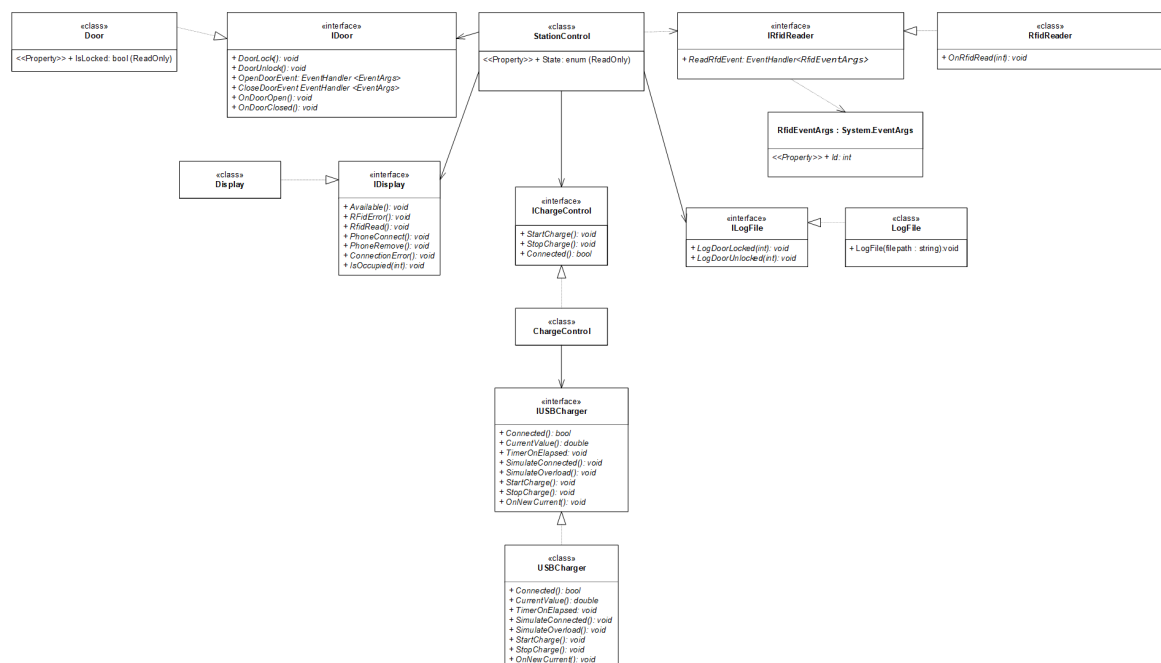 «class»
Door
<<Property>> + IsLocked: bool (ReadOnly)
«interface»
IDoor
+ DoorLock(): void
+ DoorUnlock(): void
+ OpenDoorEvent: EventHandler <EventArgs>
+ CloseDoorEvent EventHandler <EventArgs>
+ OnDoorOpen(): void
+ OnDoorClosed(): void
«class»
StationControl
<<Property>> + State: enum (ReadOnly)
«interface»
IRfidReader
+ ReadRfidEvent: EventHandler<RfidEventArgs>
«class»
RfidReader
+ OnRfidRead(int): void
RfidEventArgs : System.EventArgs
<<Property>> + Id: int
«class»
Display
«interface»
IDisplay
+ Available(): void
+ RFidError(): void
+ RfidRead(): void
+ PhoneConnect(): void
+ PhoneRemove(): void
+ ConnectionError(): void
+ IsOccupied(int): void
«interface»
IChargeControl
+ StartCharge(): void
+ StopCharge(): void
+ Connected(): bool
«interface»
ILogFile
+ LogDoorLocked(int): void
+ LogDoorUnlocked(int): void
«class»
LogFile
+ LogFile(filepath : string):void
«class»
ChargeControl
«interface»
IUSBCharger
+ Connected(): bool
+ CurrentValue(): double
+ TimerOnElapsed: void
+ SimulateConnected(): void
+ SimulateOverload(): void
+ StartCharge(): void
+ StopCharge(): void
+ OnNewCurrent(): void
«class»
USBCharger
+ Connected(): bool
+ CurrentValue(): double
+ TimerOnElapsed: void
+ SimulateConnected(): void
+ SimulateOverload(): void
+ StartCharge(): void
+ StopCharge(): void
+ OnNewCurrent(): void